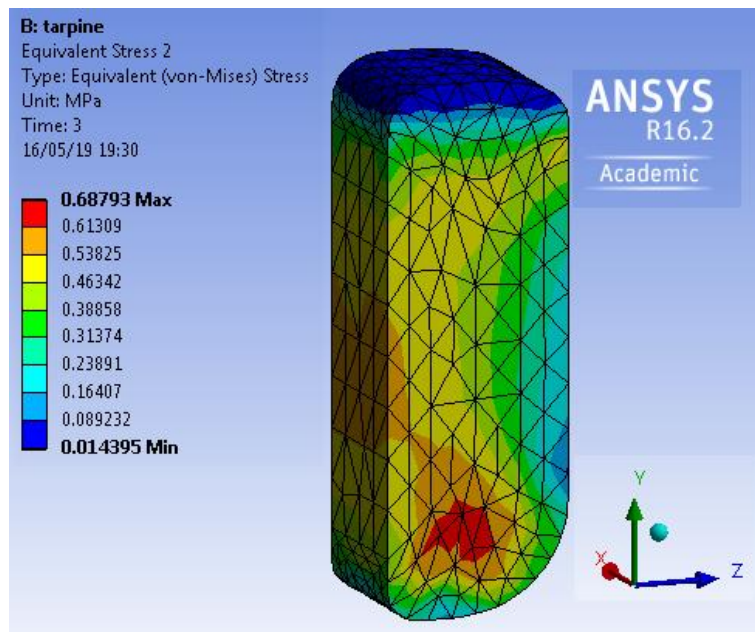 B: tarpine
Equivalent Stress 2
Type: Equivalent (von-Mises) Stress
Unit: MPa
Time: 3
16/05/19 19:30
0.68793 Max
0.61309
0.53825
0.46342
0.38858
0.31374
0.23891
0.16407
0.089232
0.014395 Min
ANSYS
R16.2
Academic
Y
X
Z